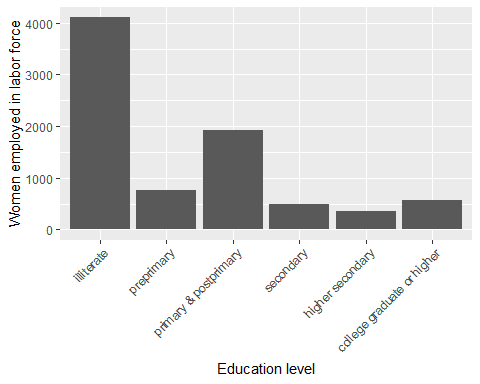 Women employed in labor force
4000
3000
2000
1000
0
Illiterate
preprimary
primary & postprimary
secondary
higher secondary
college graduate or higher
Education level